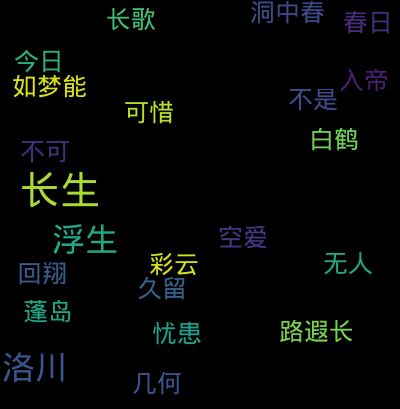 洞中春
长歌
春日
今日
入帝
如梦能
不是
可惜
白鹤
不可
长生
浮生
空爱
彩云
无人
回翔
久留
蓬岛
忧患
路遐长
洛川
几何